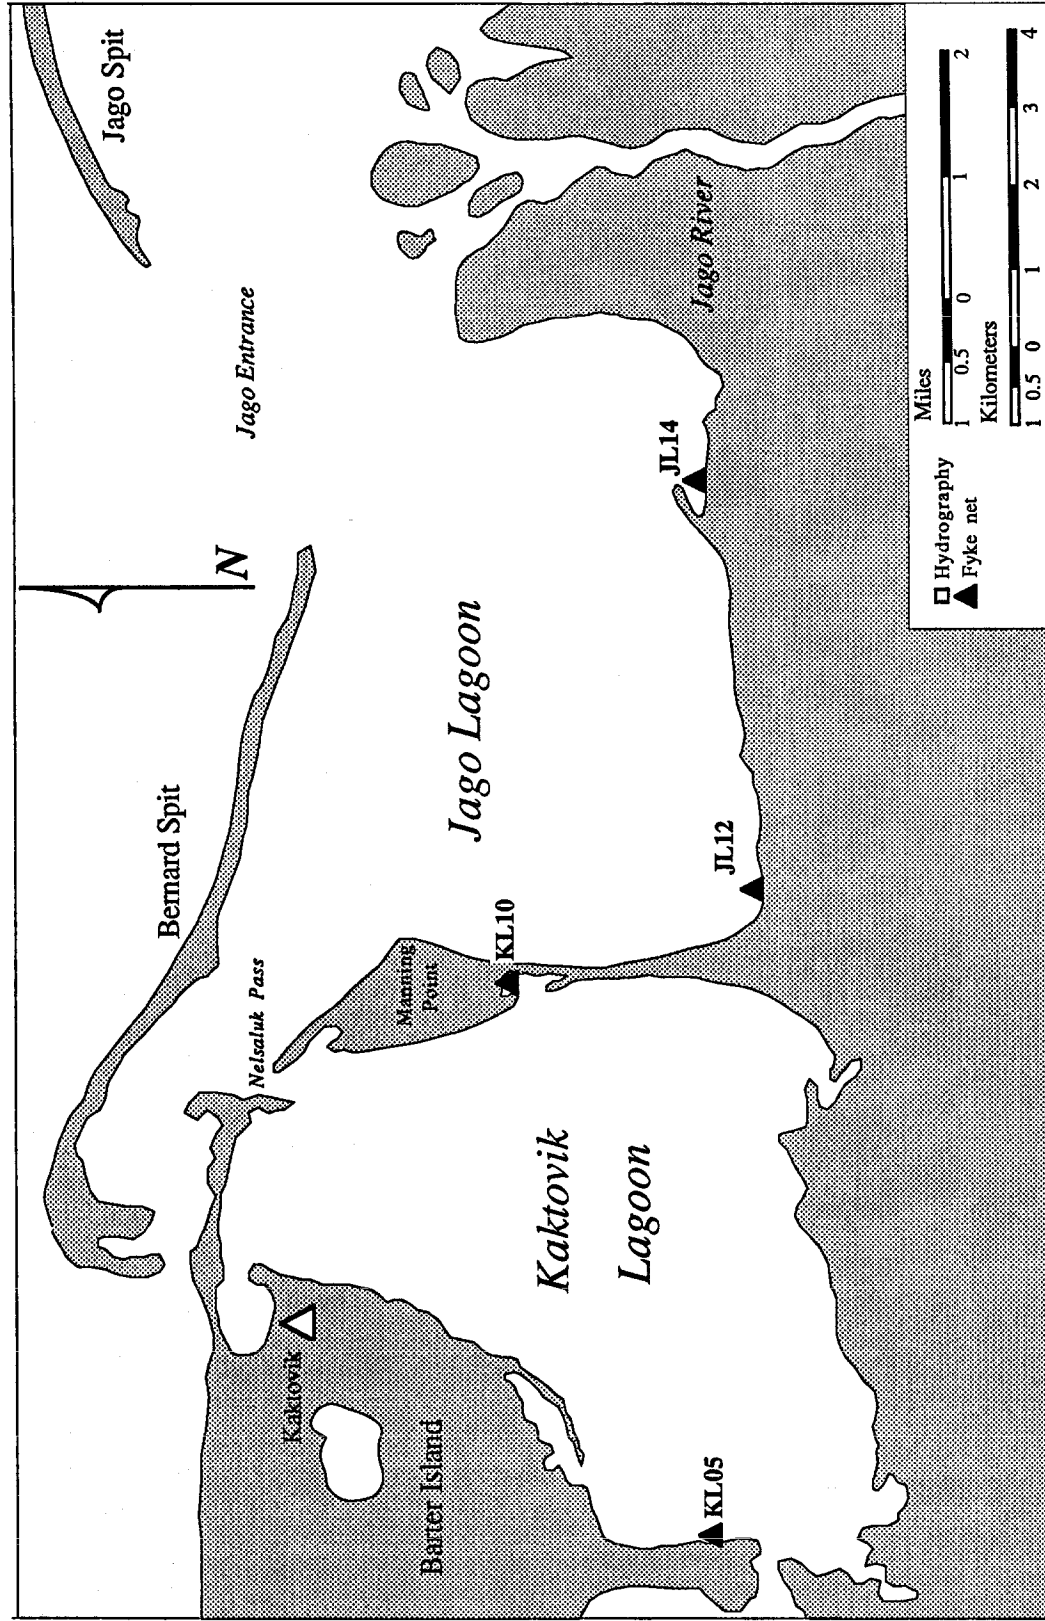 Jago Spit
Jago Entrance
N
Bernard Spit
Nelsaluk Pass
Kaktovik
Barter Island
Manning
Point
KL10
Jago Lagoon
JL12
JL14
Jago River
Kaktovik
Lagoon
KL05
Hydrography
Fyke net
Miles
1 0.5 0 1 2
Kilometers
1 0.5 0 1 2 3 4